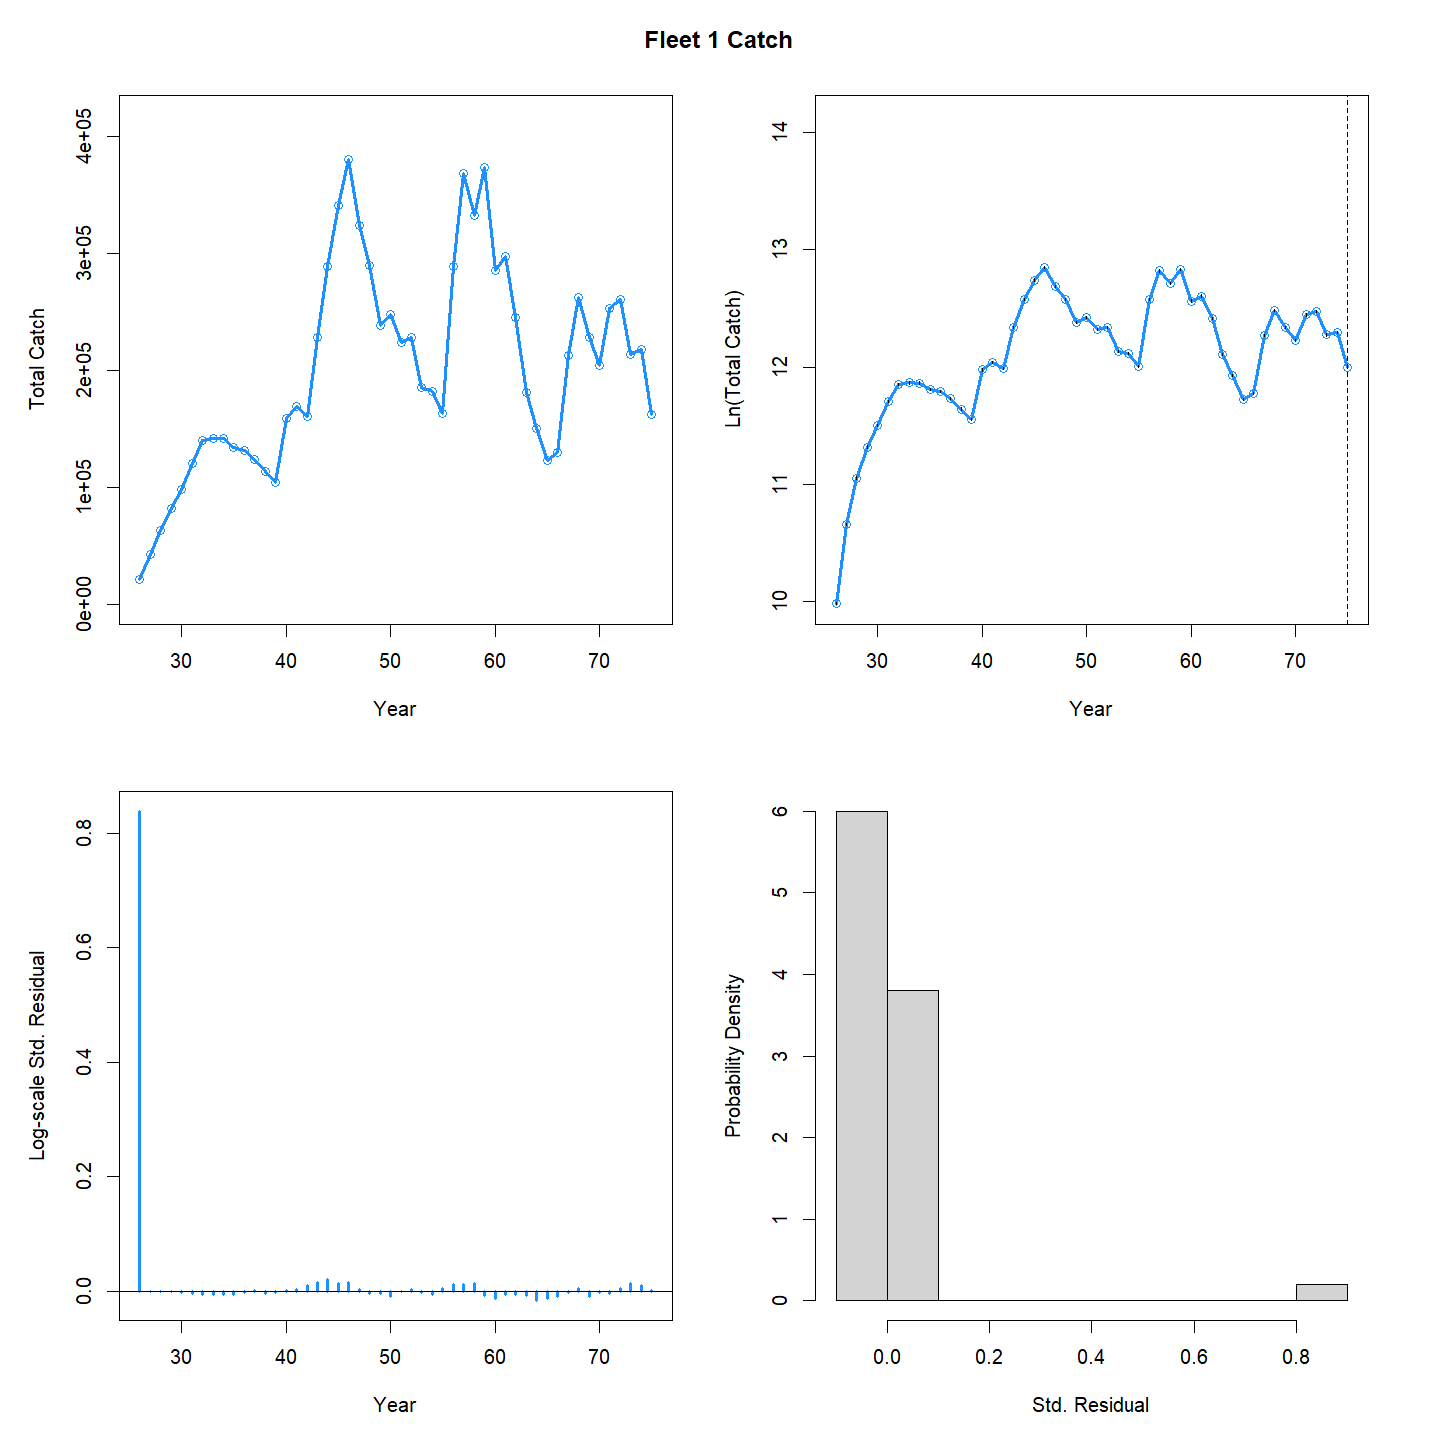 Fleet 1 Catch
Total Catch
4e+05
3e+05
2e+05
1e+05
0e+00
30 40 50 60 70
Year
Ln(Total Catch)
14
13
12
11
10
30 40 50 60 70
Year
Log-scale Std. Residual
0.8
0.6
0.4
0.2
0.0
30 40 50 60 70
Year
Probability Density
6
5
4
3
2
1
0
0.0 0.2 0.4 0.6 0.8
Std. Residual